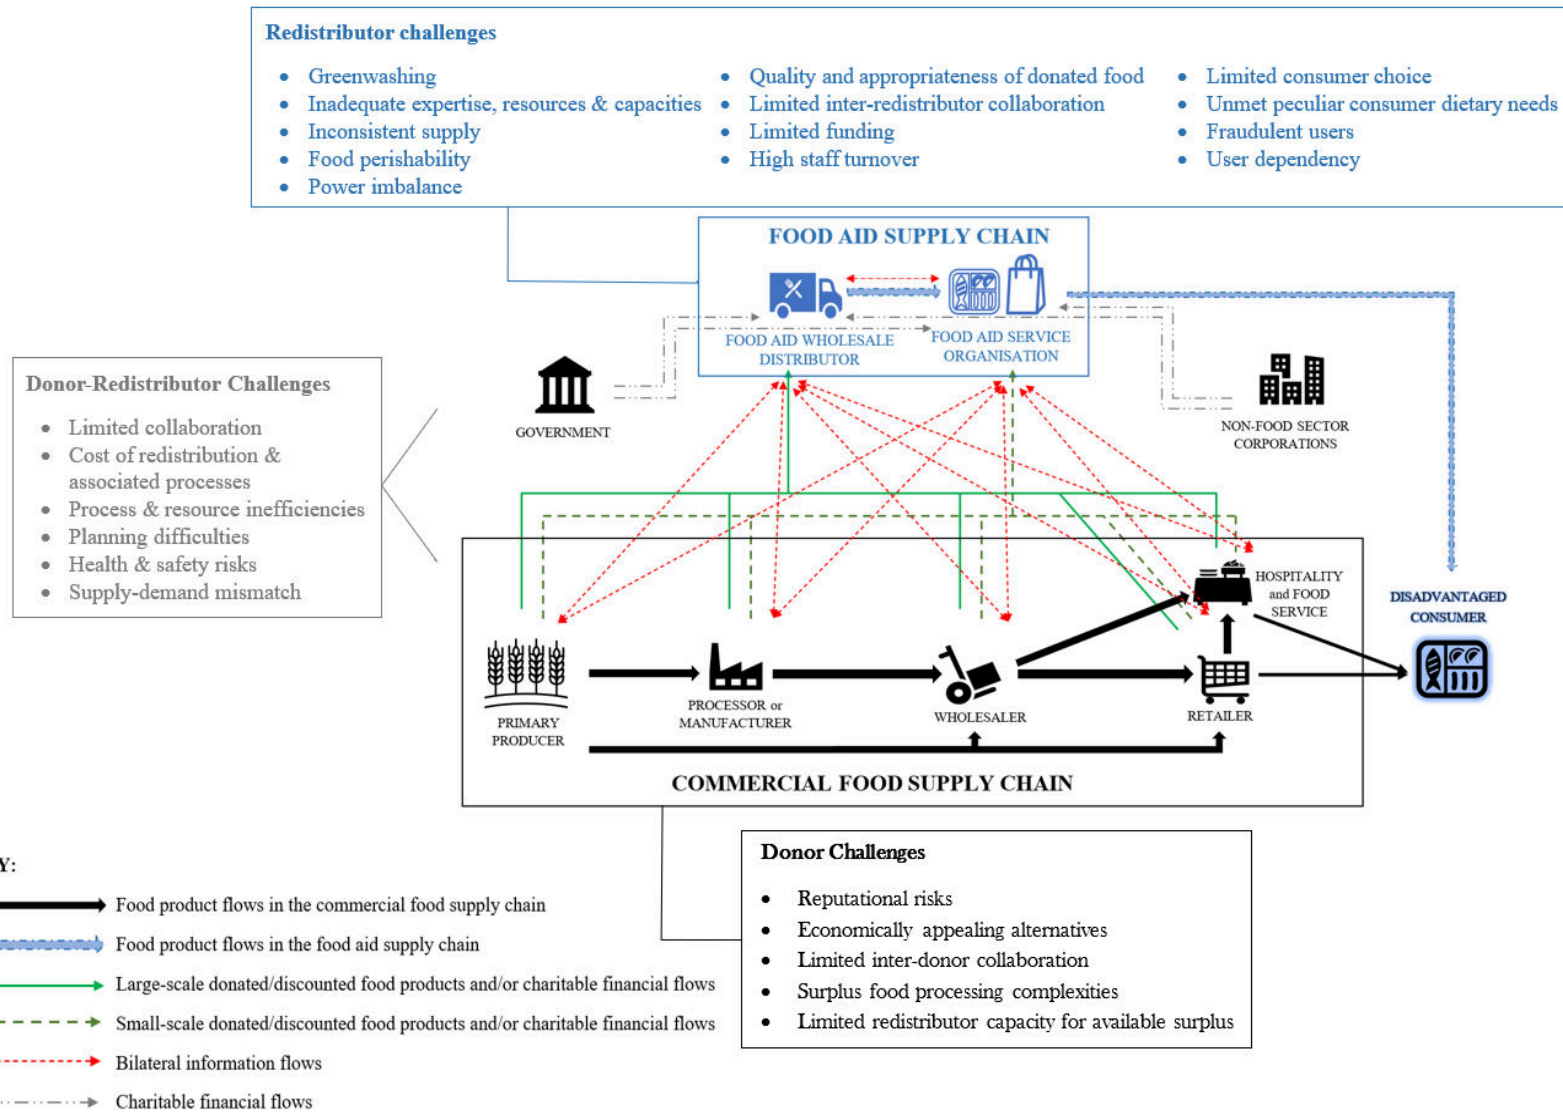 Redistributor challenges
• Greenwashing
• Inadequate expertise, resources & capacities
• Inconsistent supply
• Food perishability
• Power imbalance
• Quality and appropriateness of donated food
• Limited inter-redistributor collaboration
• Limited funding
• High staff turnover
• Limited consumer choice
• Unmet peculiar consumer dietary needs
• Fraudulent users
• User dependency
FOOD AID SUPPLY CHAIN
FOOD AID WHOLESALE
DISTRIBUTOR
FOOD AID SERVICE
ORGANISATION
Donor-Redistributor Challenges
• Limited collaboration
• Cost of redistribution &
associated processes
• Process & resource inefficiencies
• Planning difficulties
• Health & safety risks
• Supply-demand mismatch
GOVERNMENT
NON-FOOD SECTOR
CORPORATIONS
HOSPITALITY
and FOOD
SERVICE
DISADVANTAGED
CONSUMER
PRIMARY
PRODUCER
PROCESSOR or
MANUFACTURER
WHOLESALER
RETAILER
COMMERCIAL FOOD SUPPLY CHAIN
Donor Challenges
• Reputational risks
• Economically appealing alternatives
• Limited inter-donor collaboration
• Surplus food processing complexities
• Limited redistributor capacity for available surplus
Y:
Food product flows in the commercial food supply chain
Food product flows in the food aid supply chain
Large-scale donated/discounted food products and/or charitable financial flows
Small-scale donated/discounted food products and/or charitable financial flows
Bilateral information flows
Charitable financial flows